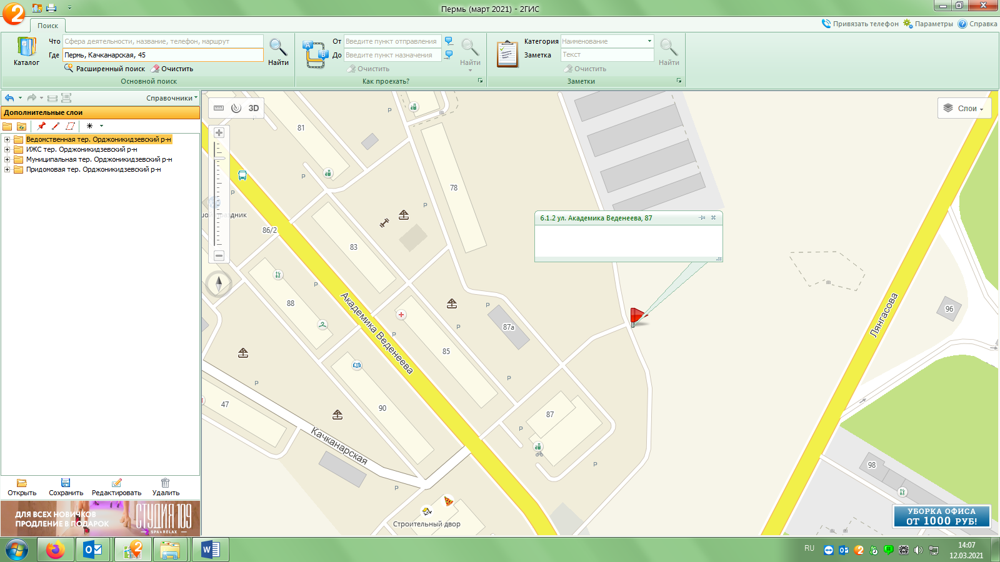 Пермь (март 2021) - 2ГИС
Поиск
Привязать телефон
Параметры
Справка
Каталог
Что
Сфера деятельности, название, телефон, маршрут
Где
Пермь, Качканарская, 45
Расширенный поиск
Очистить
Найти
Основной поиск
От
Введите пункт отправления
До
Введите пункт назначения
Очистить
Найти
Как проехать?
Категория
Наименование
Заметка
Текст
Очистить
Найти
Заметки
Справочники
Дополнительные слои
Ведомственная тер. Орджоникидзевский р-н
ИЖС тер. Орджоникидзевский р-н
Муниципальная тер. Орджоникидзевский р-н
Придомовая тер. Орджоникидзевский р-н
Открыть
Сохранить
Редактировать
Удалить
ДЛЯ ВСЕХ НОВИЧКОВ
ПРОДЛЕНИЕ В ПОДАРОК
СТУДИЯ 109
SPA & RELAX
3D
Слои
81
78
86/2
83
6.1.2 ул. Академика Веденеева, 87
88
Академика Веденеева
87а
85
96
Лянгасова
47
90
87
Качканарская
98
Строительный двор
УБОРКА ОФИСА
ОТ 1000 РУБ!
RU
14:07
12.03.2021